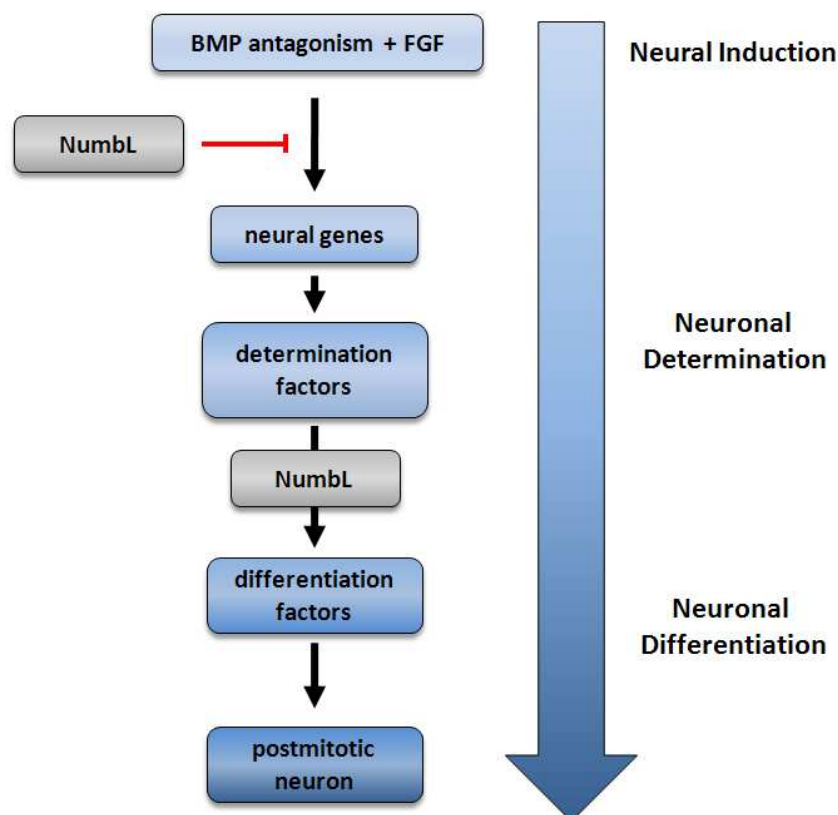 BMP antagonism + FGF
Neural Induction
NumbL
neural genes
Neuronal
Determination
determination
factors
NumbL
differentiation
factors
Neuronal
Differentiation
postmitotic
neuron